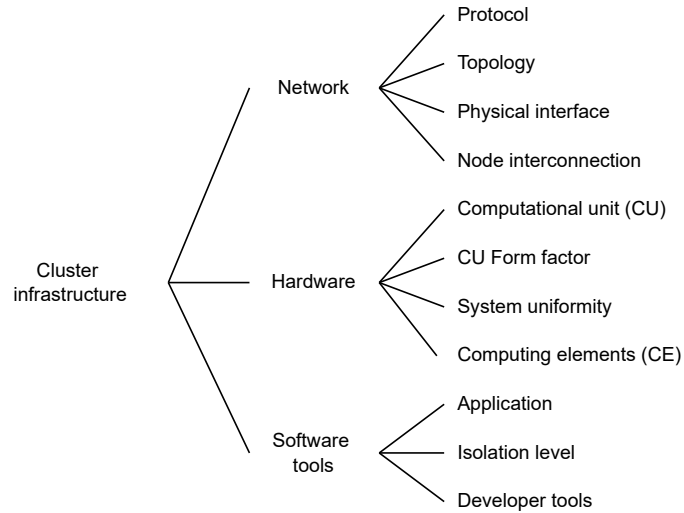 Cluster
infrastructure
Network
Protocol
Topology
Physical interface
Node interconnection
Hardware
Computational unit (CU)
CU Form factor
System uniformity
Computing elements (CE)
Software
tools
Application
Isolation level
Developer tools